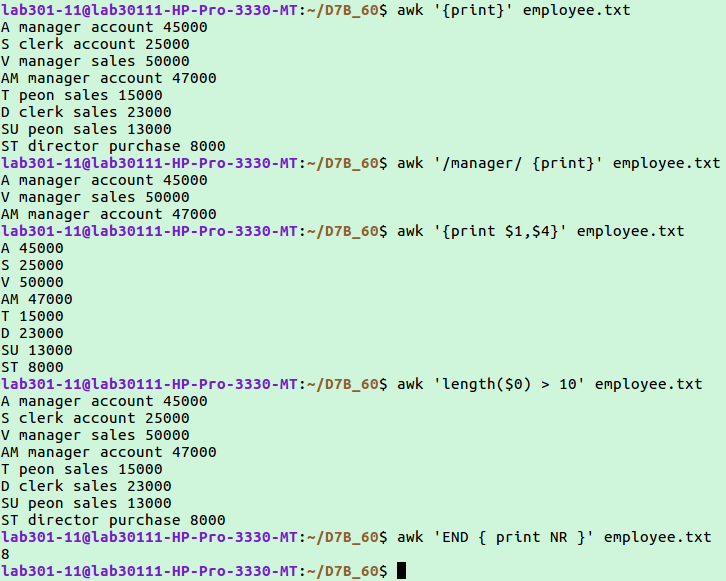 lab301-11@lab30111-HP-Pro-3330-MT:~/D7B_60$ awk '{print}' employee.txt
A manager account 45000
S clerk account 25000
V manager sales 50000
AM manager account 47000
T peon sales 15000
D clerk sales 23000
SU peon sales 13000
ST director purchase 8000
lab301-11@lab30111-HP-Pro-3330-MT:~/D7B_60$ awk '/manager/ {print}' employee.txt
A manager account 45000
V manager sales 50000
AM manager account 47000
lab301-11@lab30111-HP-Pro-3330-MT:~/D7B_60$ awk '{print $1,$4}' employee.txt
A 45000
S 25000
V 50000
AM 47000
T 15000
D 23000
SU 13000
ST 8000
lab301-11@lab30111-HP-Pro-3330-MT:~/D7B_60$ awk 'length($0) > 10' employee.txt
A manager account 45000
S clerk account 25000
V manager sales 50000
AM manager account 47000
T peon sales 15000
D clerk sales 23000
SU peon sales 13000
ST director purchase 8000
lab301-11@lab30111-HP-Pro-3330-MT:~/D7B_60$ awk 'END { print NR }' employee.txt
8
lab301-11@lab30111-HP-Pro-3330-MT:~/D7B_60$